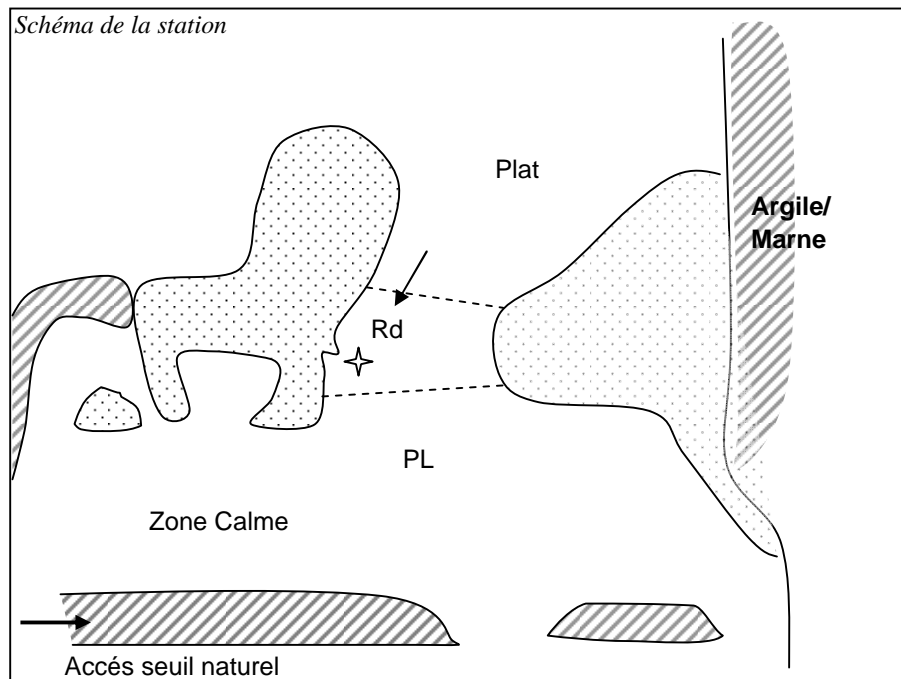 Schéma de la station
Plat
Argile/
Marne
Rd
PL
Zone Calme
Accés seuil naturel